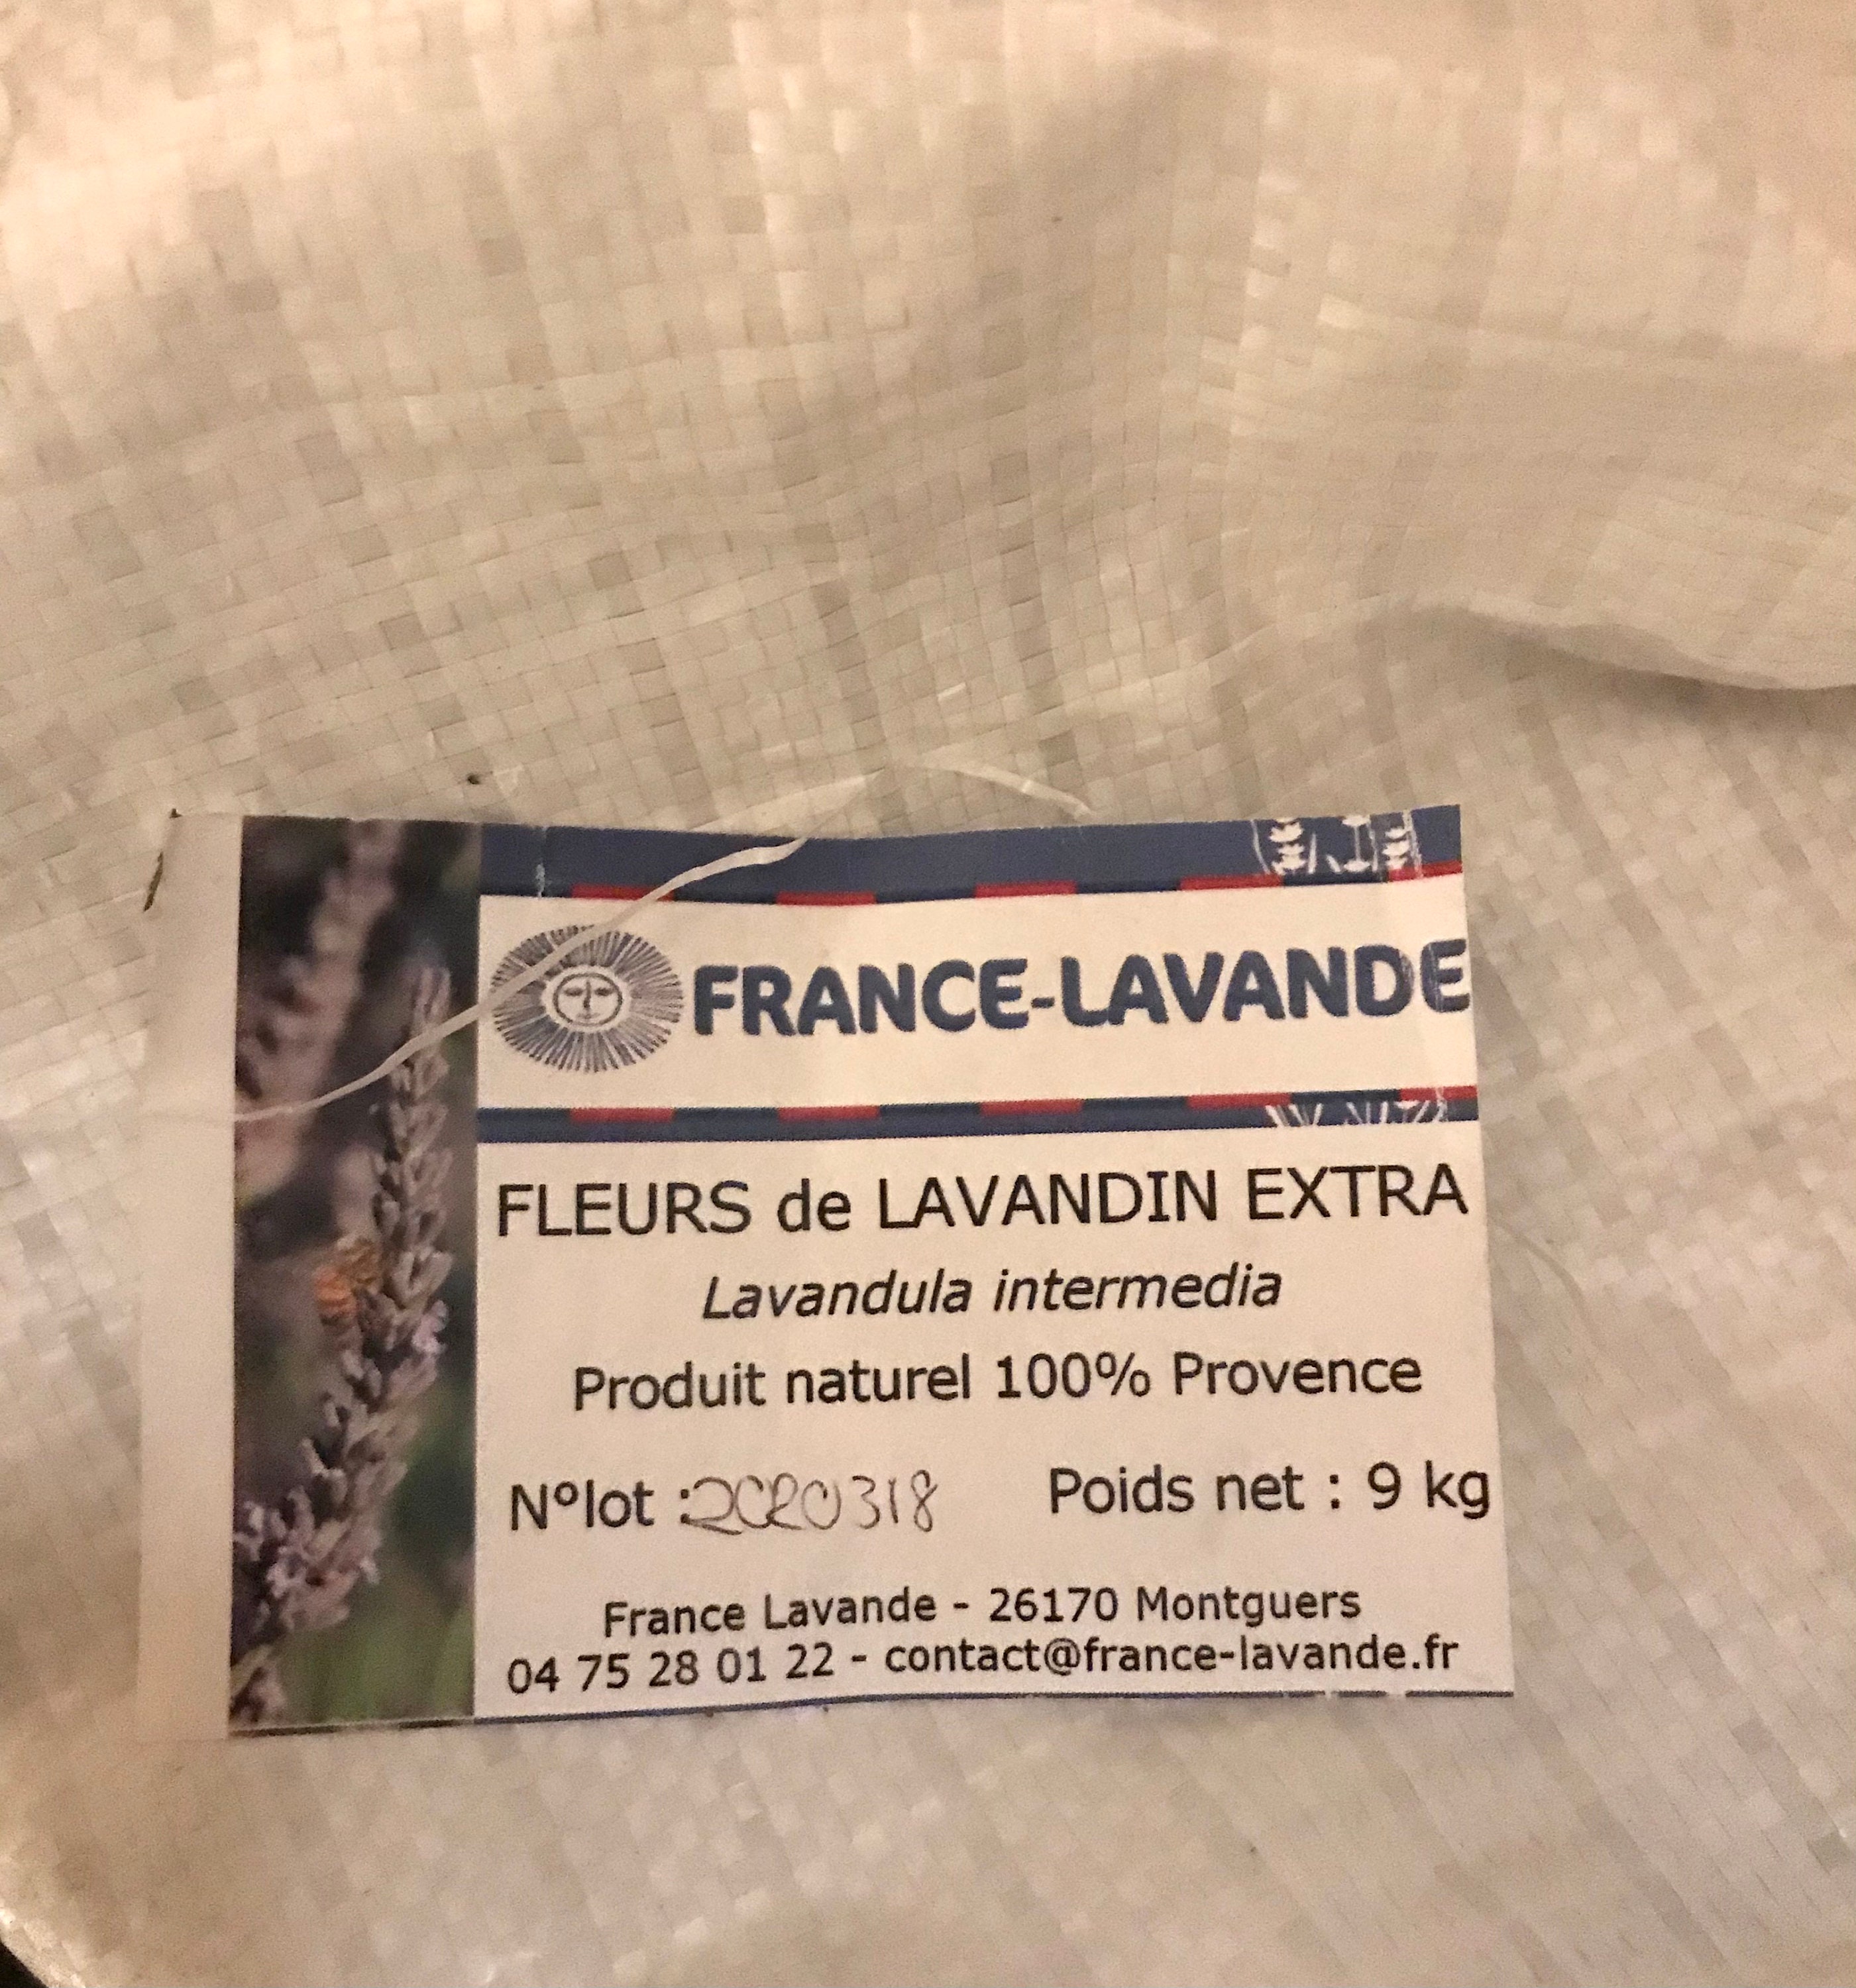 FRANCE-LAVANDE
FLEURS de LAVANDIN EXTRA
Lavandula intermedia
Produit naturel 100% Provence
N°lot :2020318 Poids net : 9 kg
France Lavande - 26170 Montguers
04 75 28 01 22 - contact@france-lavande.fr